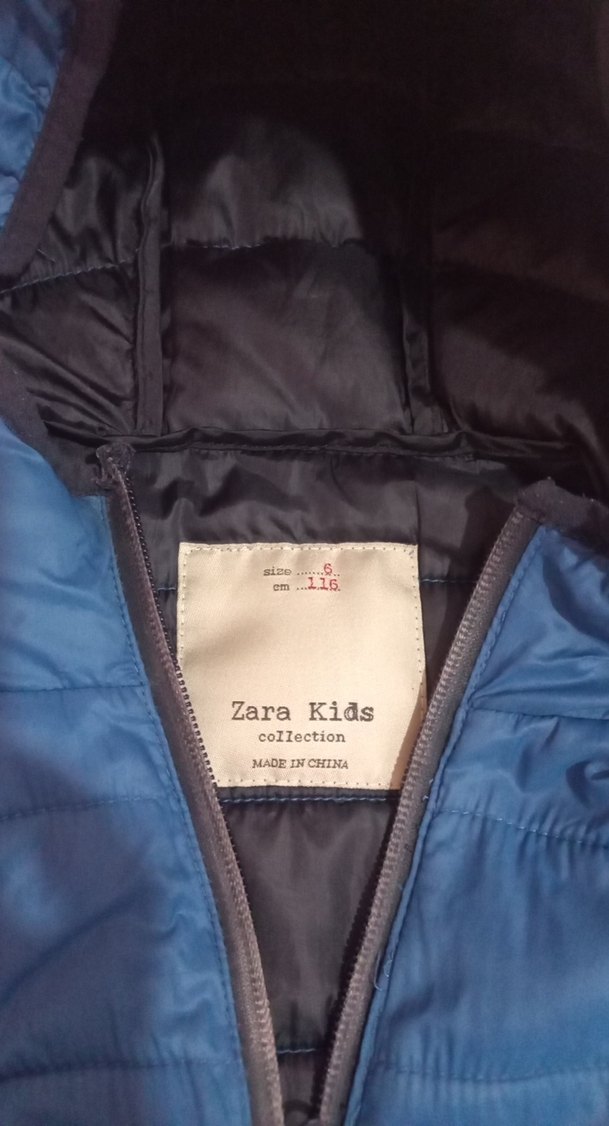 size .......6..
cm ...116
Zara Kids
collection
MADE IN CHINA